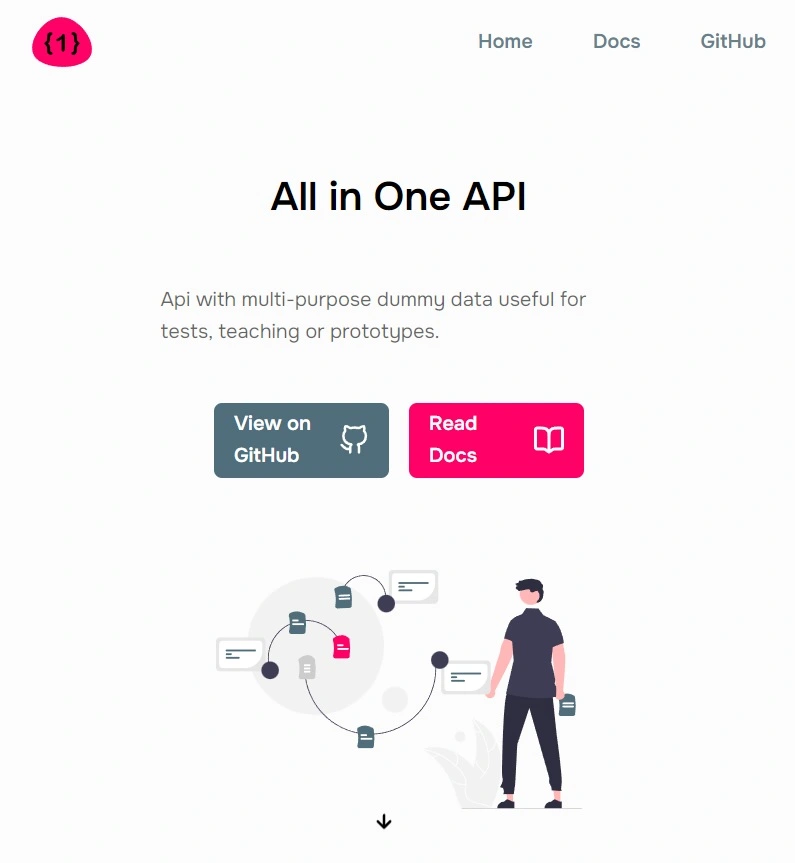 {1}
Home Docs GitHub
All in One API
Api with multi-purpose dummy data useful for
tests, teaching or prototypes.
View on
GitHub
Read
Docs